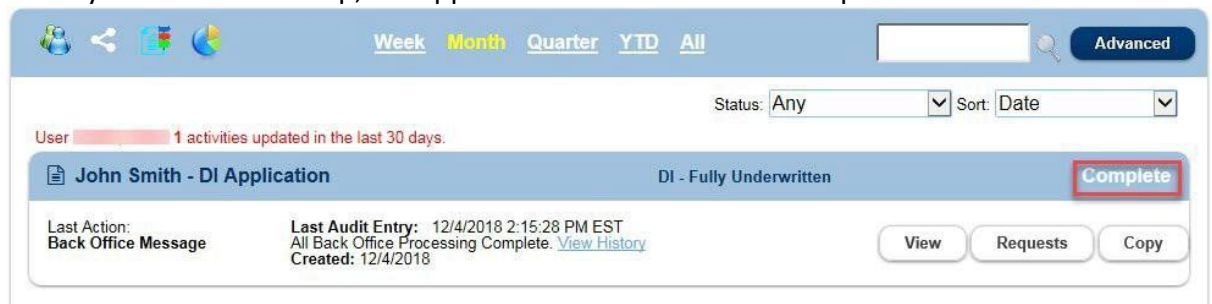 Week Month Quarter YTD All Advanced
Status: Any Sort: Date
User 1 activities updated in the last 30 days.
John Smith - DI Application DI - Fully Underwritten Complete
Last Action: Last Audit Entry: 12/4/2018 2:15:28 PM EST
Back Office Message All Back Office Processing Complete. View History View Requests Copy
Created: 12/4/2018